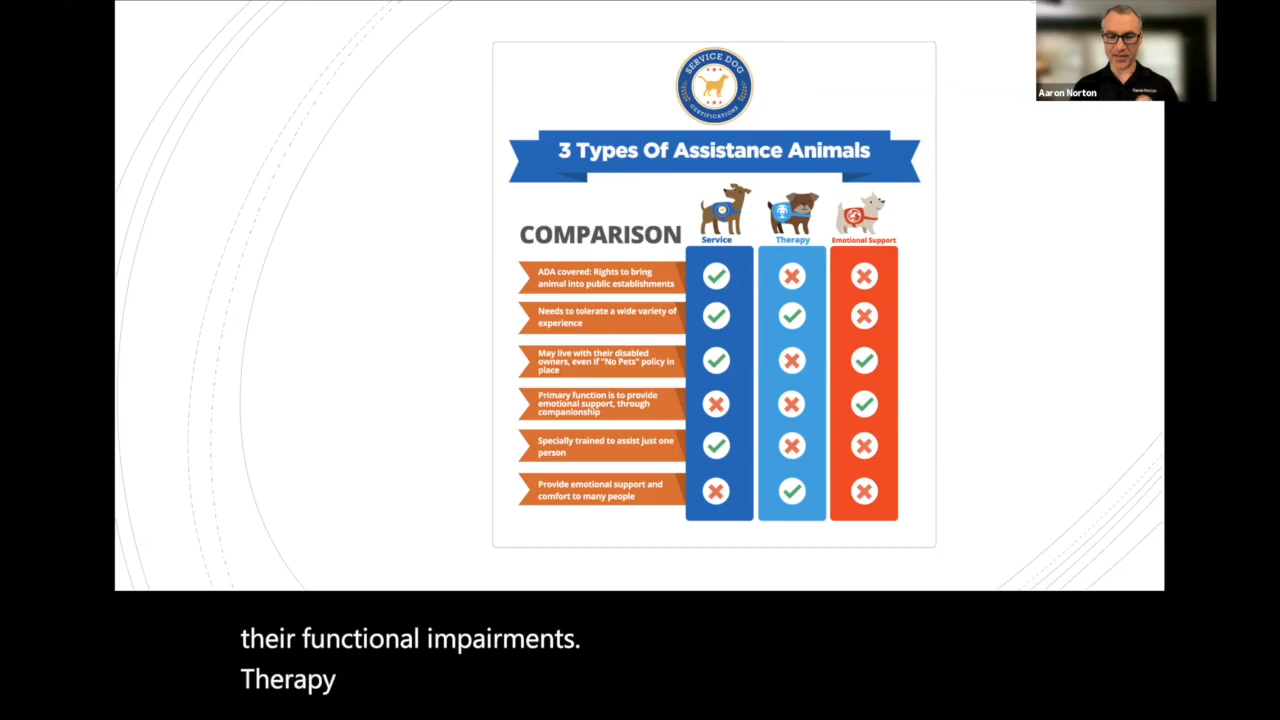 SERVICE DOG
CERTIFICATIONS
Aaron Norton
3 Types Of Assistance Animals
COMPARISON
Service
Therapy
Emotional Support
ADA covered: Rights to bring
animal into public establishments
Needs to tolerate a wide variety of
experience
May live with their disabled
owners, even if "No Pets" policy in
place
Primary function is to provide
emotional support, through
companionship
Specially trained to assist just one
person
Provide emotional support and
comfort to many people
their functional impairments.
Therapy